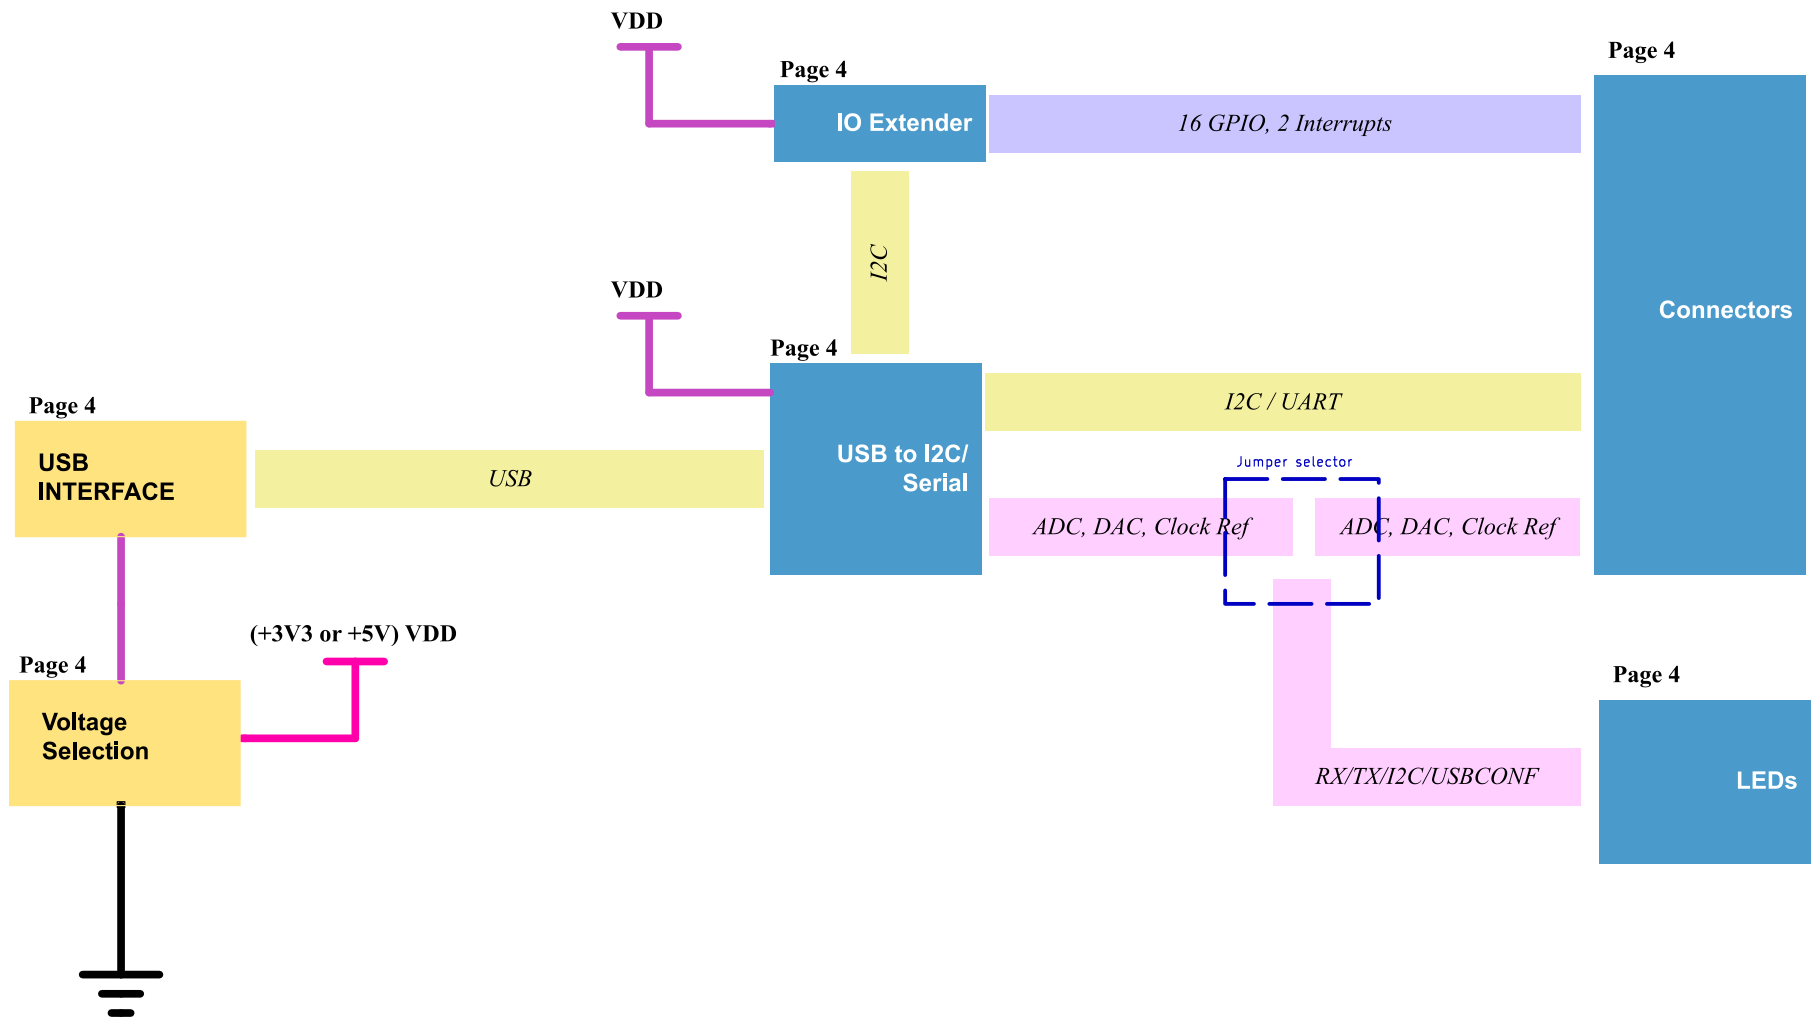 VDD
Page 4
Page 4
IO Extender
16 GPIO, 2 Interrupts
I2C
Connectors
VDD
Page 4
Page 4
I2C / UART
USB
INTERFACE
USB
USB to I2C/
Serial
Jumper selector
ADC, DAC, Clock Ref
ADC, DAC, Clock Ref
(+3V3 or +5V) VDD
Page 4
Page 4
Voltage
Selection
RX/TX/I2C/USBCONF
LEDs